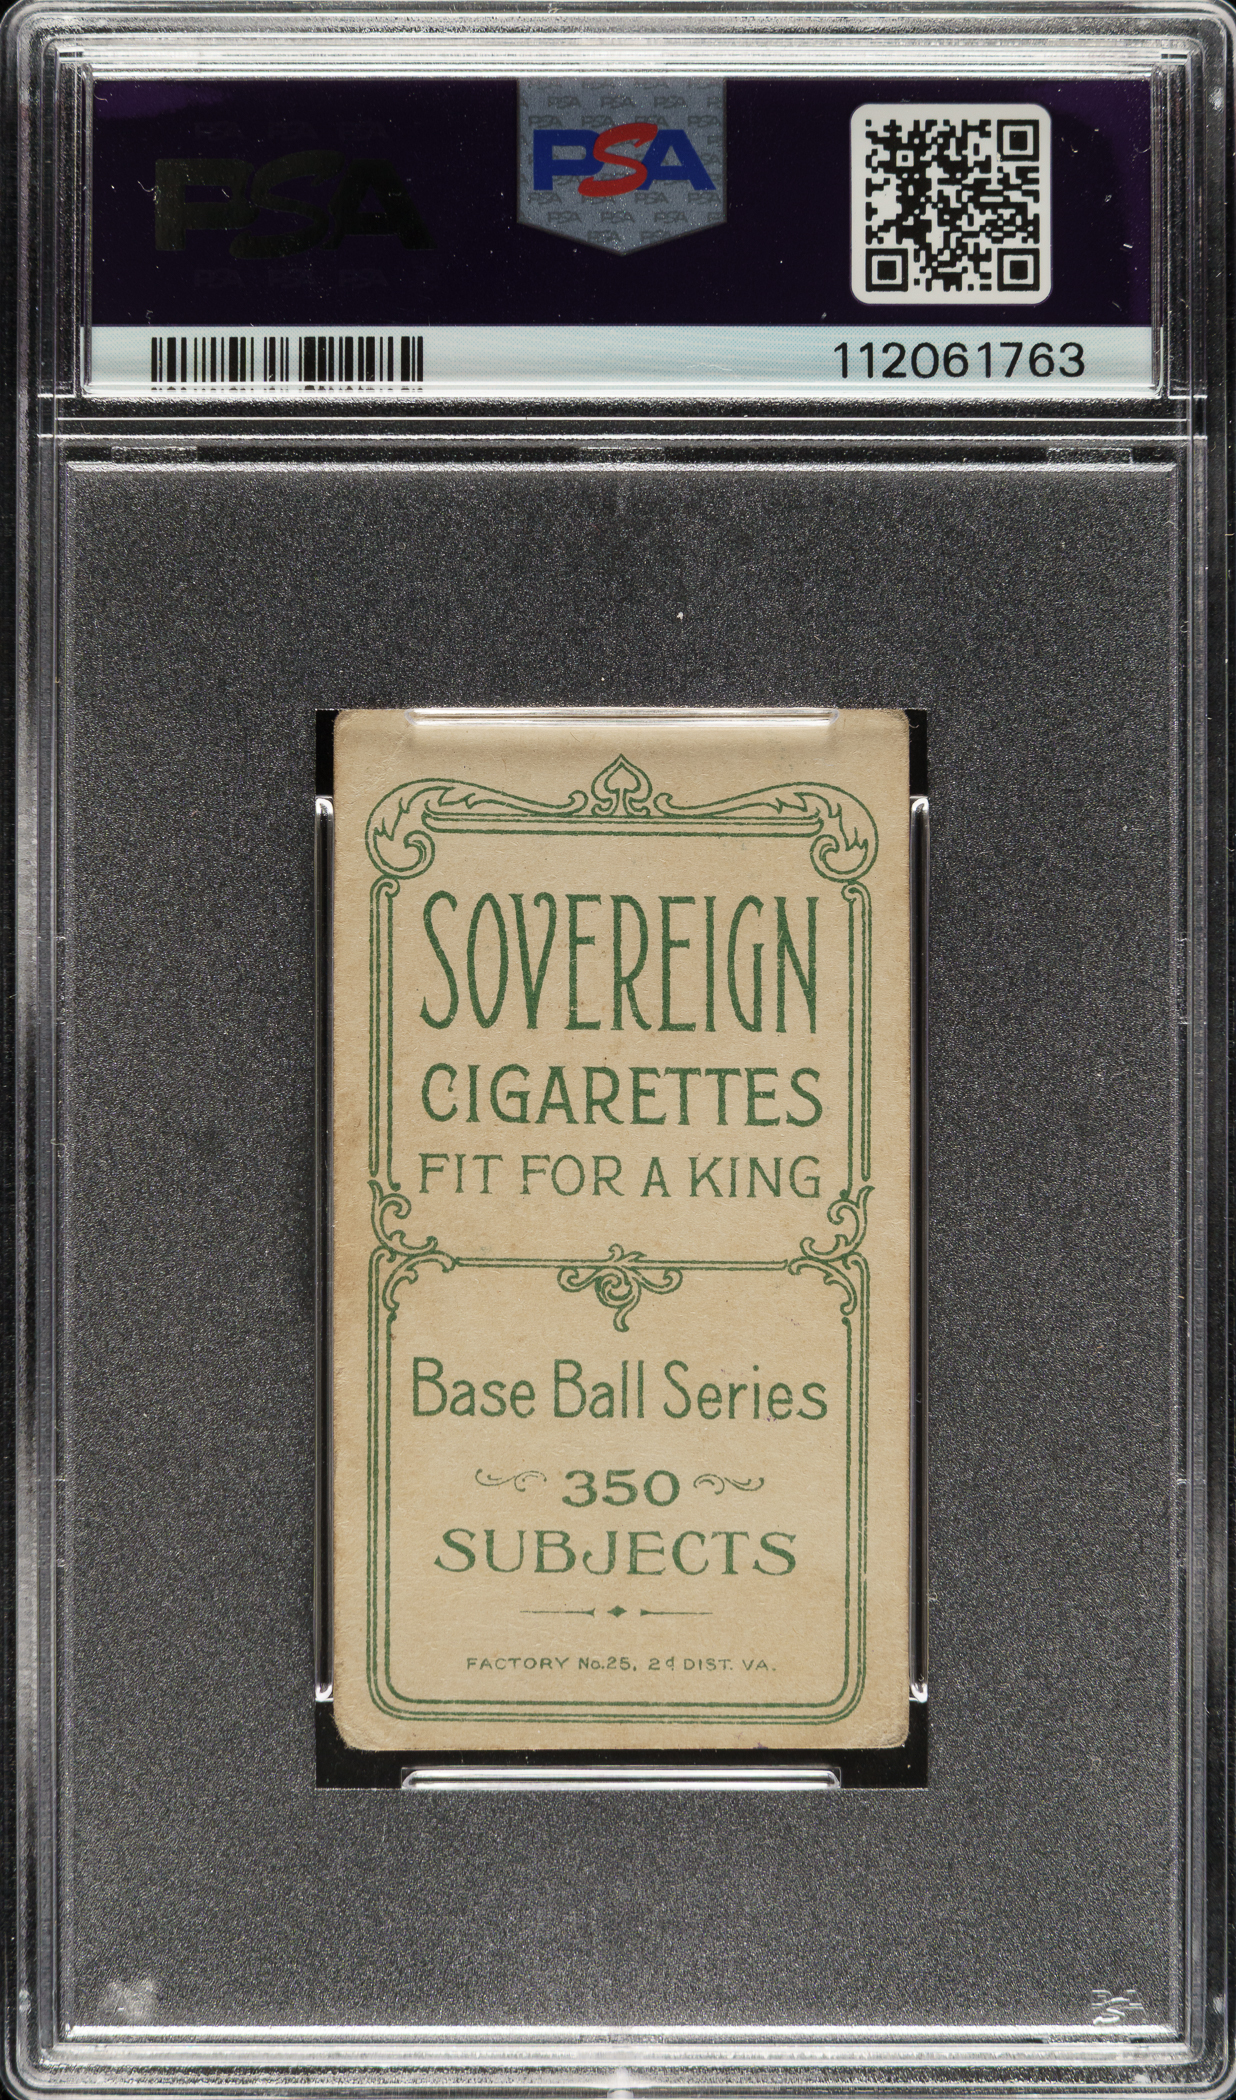 PSA
PSA
112061763
SOVEREIGN
CIGARETTES
FIT FOR A KING
Base Ball Series
350
SUBJECTS
FACTORY No.25, 2d DIST. VA.